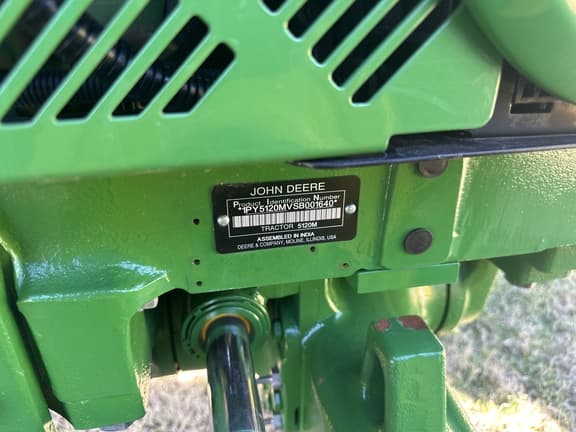 JOHN DEERE
Product Identification Number
*1PY5120MVSB001640*
TRACTOR 5120M
ASSEMBLED IN INDIA
DEERE & COMPANY, MOLINE, ILLINOIS, USA